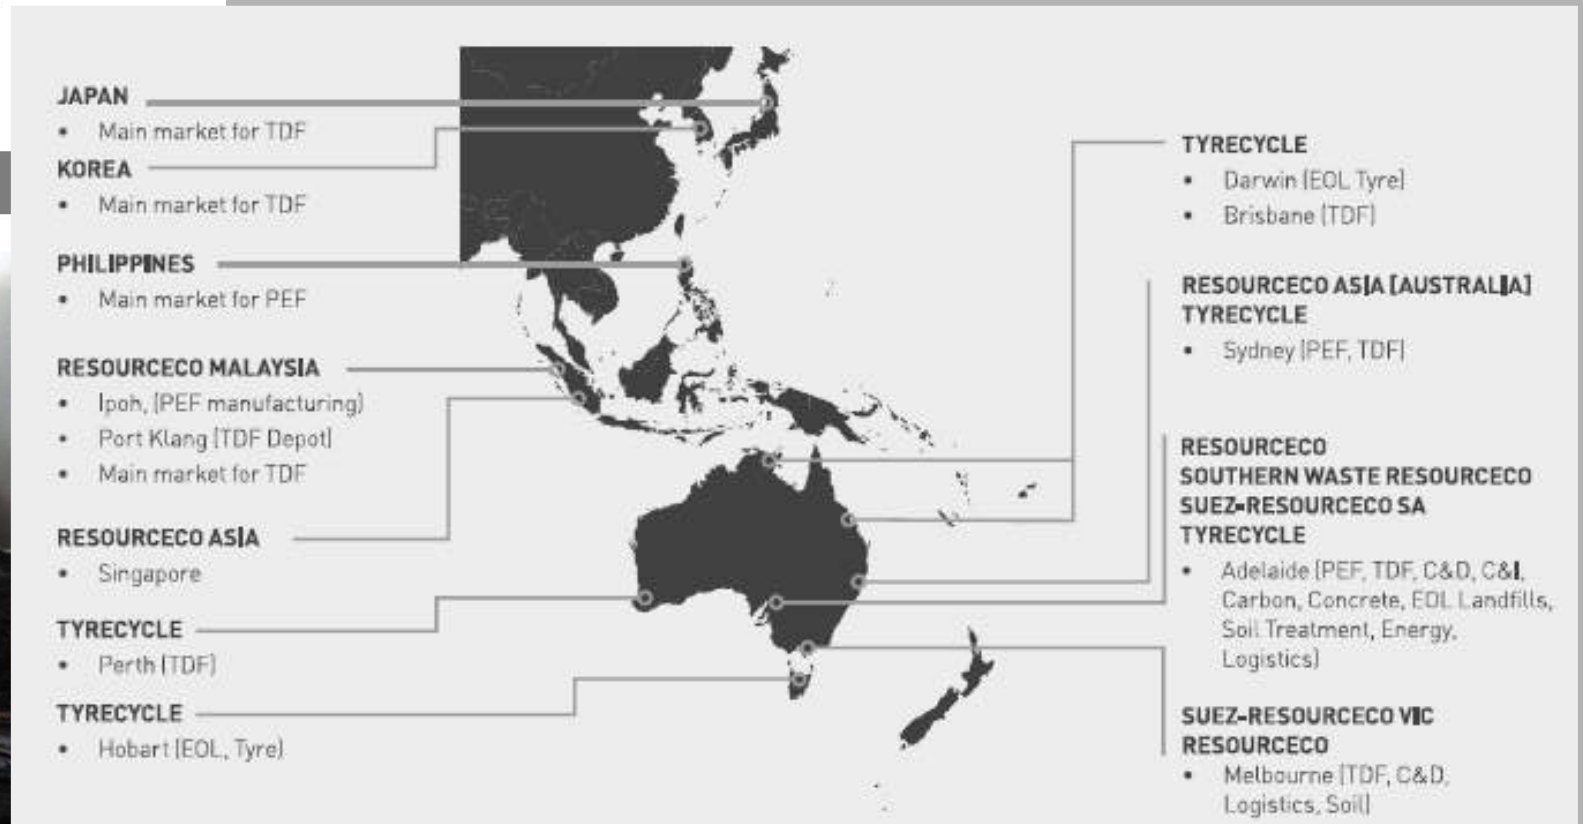 JAPAN
• Main market for TDF
KOREA
• Main market for TDF
PHILIPPINES
• Main market for PEF
RESOURCECO MALAYSIA
• Ipoh, (PEF manufacturing)
• Port Klang (TDF Depot)
• Main market for TDF
RESOURCECO ASIA
• Singapore
TYRECYCLE
• Perth (TDF)
TYRECYCLE
• Hobart (EOL, Tyre)
TYRECYCLE
• Darwin (EOL Tyre)
• Brisbane (TDF)
RESOURCECO ASIA (AUSTRALIA)
TYRECYCLE
• Sydney (PEF, TDF)
RESOURCECO
SOUTHERN WASTE RESOURCECO
SUEZ-RESOURCECO SA
TYRECYCLE
• Adelaide (PEF, TDF, C&D, C&I,
Carbon, Concrete, EOL Landfills,
Soil Treatment, Energy,
Logistics)
SUEZ-RESOURCECO VIC
RESOURCECO
• Melbourne (TDF, C&D,
Logistics, Soil)